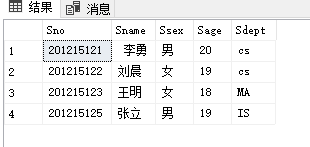 结果 消息
Sno Sname Ssex Sage Sdept
1 201215121 李勇 男 20 cs
2 201215122 刘晨 女 19 cs
3 201215123 王明 女 18 MA
4 201215125 张立 男 19 IS